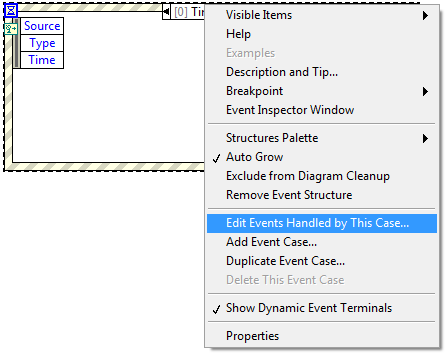 [0] Tim
Source
Type
Time
Visible Items
Help
Examples
Description and Tip...
Breakpoint
Event Inspector Window
Structures Palette
Auto Grow
Exclude from Diagram Cleanup
Remove Event Structure
Edit Events Handled by This Case...
Add Event Case...
Duplicate Event Case...
Delete This Event Case
Show Dynamic Event Terminals
Properties